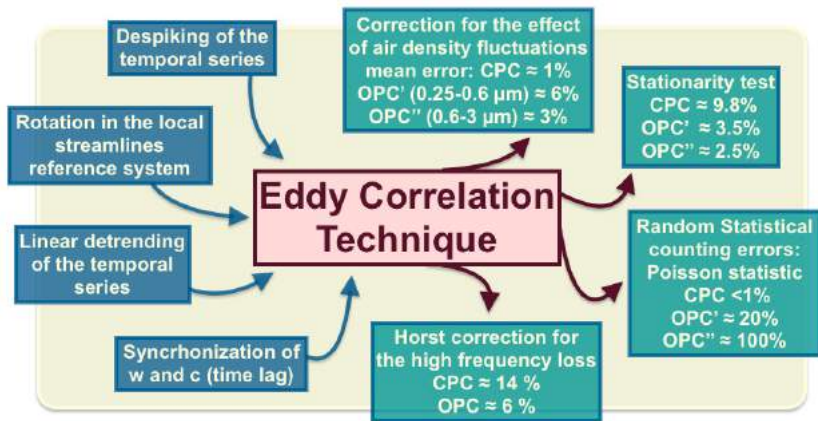 Despiking of the
temporal series
Rotation in the local
streamlines
reference system
Linear detrending
of the temporal
series
Syncrhonization of
w and c (time lag)
Eddy Correlation
Technique
Correction for the effect
of air density fluctuations
mean error: CPC ≈ 1%
OPC’ (0.25-0.6 µm) ≈ 6%
OPC’’ (0.6-3 µm) ≈ 3%
Stationarity test
CPC ≈ 9.8%
OPC’ ≈ 3.5%
OPC’’ ≈ 2.5%
Random Statistical
counting errors:
Poisson statistic
CPC <1%
OPC’ ≈ 20%
OPC’’ ≈ 100%
Horst correction for
the high frequency loss
CPC ≈ 14 %
OPC ≈ 6 %